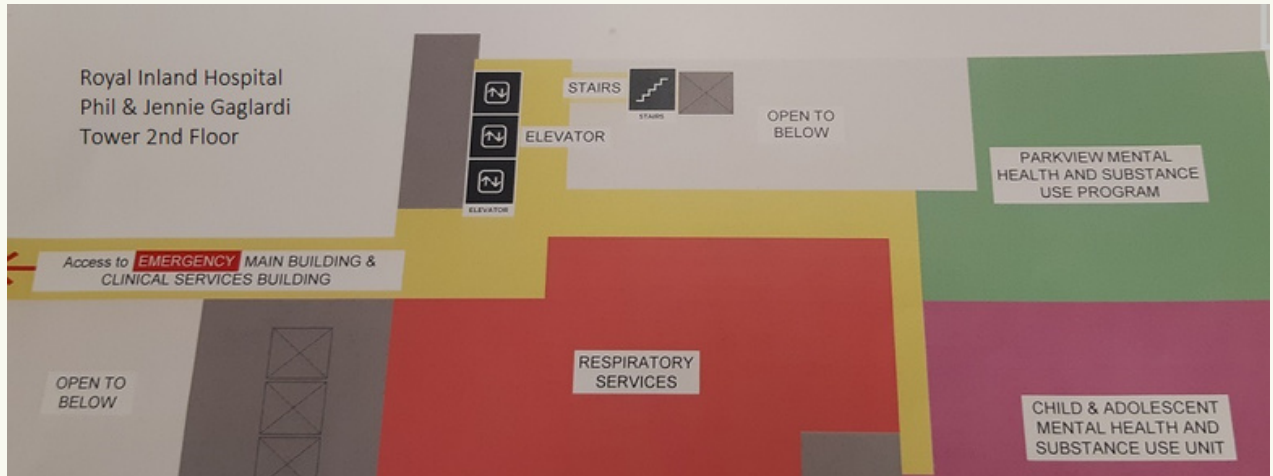 Royal Inland Hospital
Phil & Jennie Gaglardi
Tower 2nd Floor
STAIRS
STAIRS
OPEN TO
BELOW
ELEVATOR
ELEVATOR
PARKVIEW MENTAL
HEALTH AND SUBSTANCE
USE PROGRAM
Access to EMERGENCY MAIN BUILDING &
CLINICAL SERVICES BUILDING
RESPIRATORY
SERVICES
OPEN TO
BELOW
CHILD & ADOLESCENT
MENTAL HEALTH AND
SUBSTANCE USE UNIT